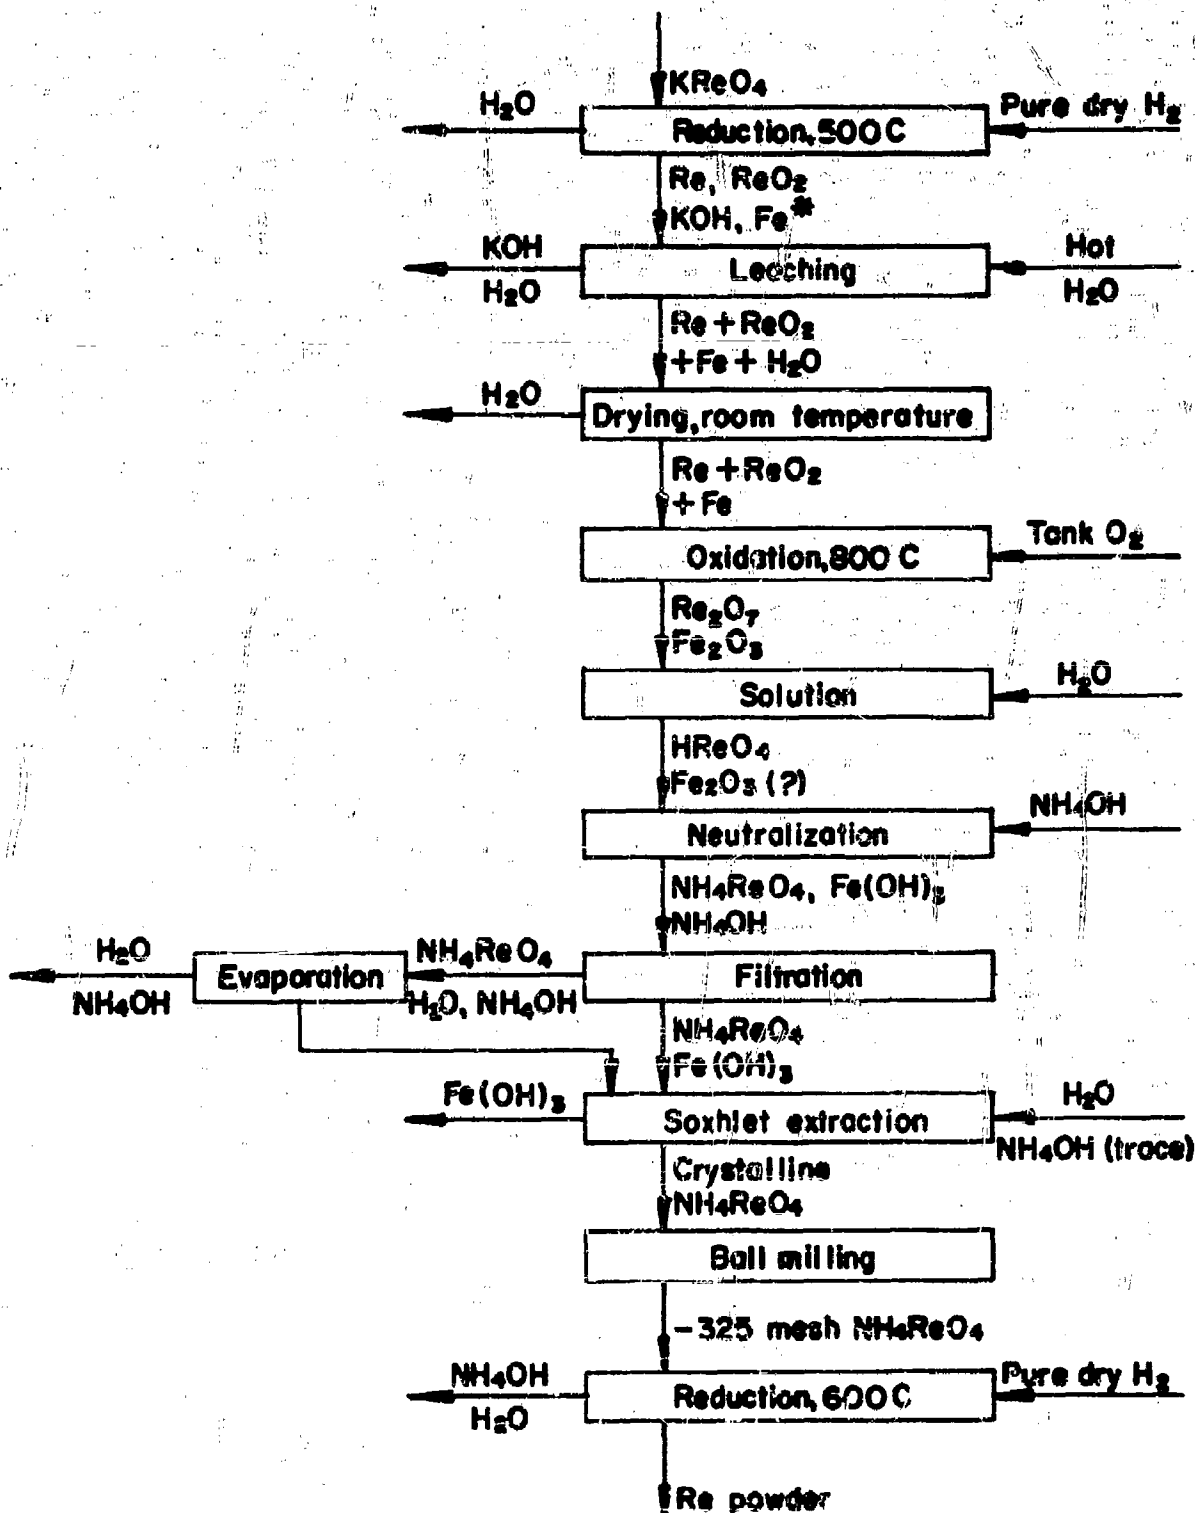 KReO₄
H₂O
Reduction, 500 C
Pure dry H₂
Re, ReO₂
KOH, Fe*
KOH
H₂O
Leaching
Hot
H₂O
Re + ReO₂
+ Fe + H₂O
H₂O
Drying, room temperature
Re + ReO₂
+ Fe
Oxidation, 800 C
Tank O₂
Re₂O₇
Fe₂O₃
Solution
H₂O
HReO₄
Fe₂O₃ (?)
Neutralization
NH₄OH
NH₄ReO₄, Fe(OH)₃
NH₄OH
H₂O
NH₄OH
Evaporation
NH₄ReO₄
H₂O, NH₄OH
Filtration
NH₄ReO₄
Fe(OH)₃
Fe(OH)₃
Soxhlet extraction
H₂O
NH₄OH (trace)
Crystalline
NH₄ReO₄
Ball milling
-325 mesh NH₄ReO₄
NH₄OH
H₂O
Reduction, 600 C
Pure dry H₂
Re powder